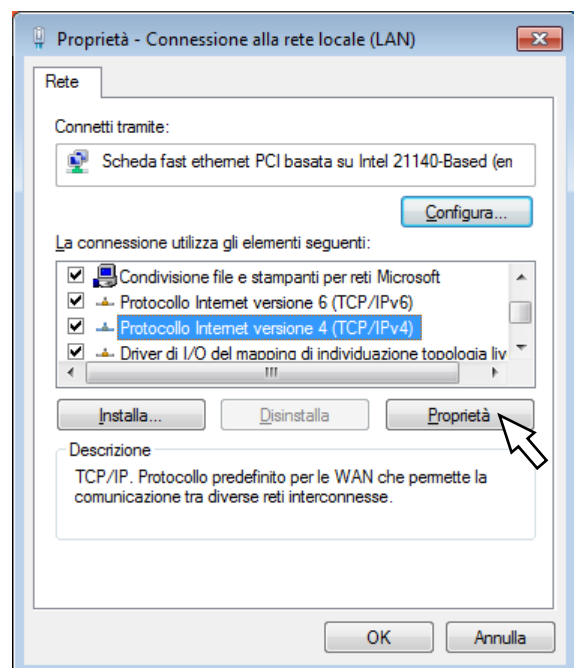 Proprietà - Connessione alla rete locale (LAN)
Rete
Connetti tramite:
Scheda fast ethernet PCI basata su Intel 21140-Based (en
Configura...
La connessione utilizza gli elementi seguenti:
Condivisione file e stampanti per reti Microsoft
Protocollo Internet versione 6 (TCP/IPv6)
Protocollo Internet versione 4 (TCP/IPv4)
Driver di I/O del mapping di individuazione topologia liv
Installa...
Disinstalla
Proprietà
Descrizione
TCP/IP. Protocollo predefinito per le WAN che permette la
comunicazione tra diverse reti interconnesse.
OK
Annulla